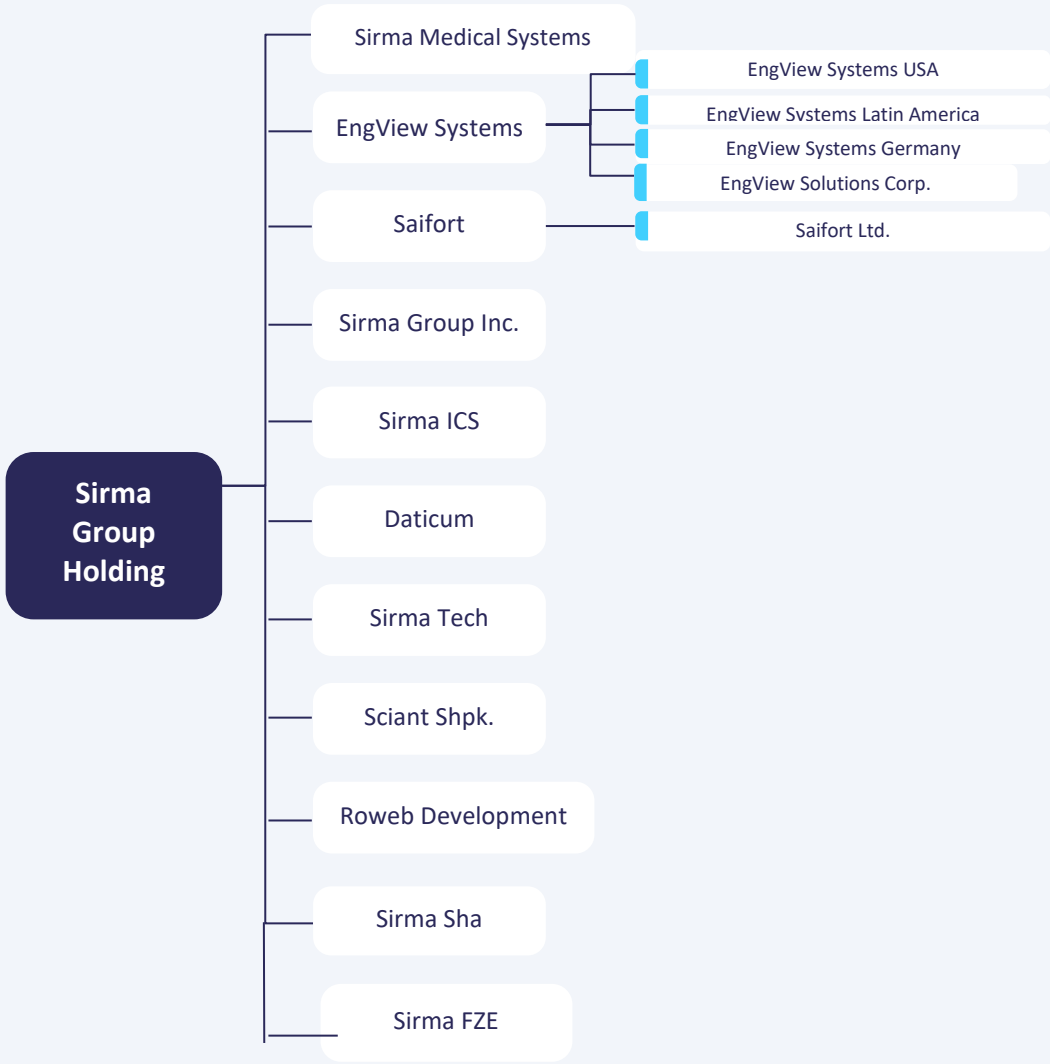 Sirma Medical Systems
EngView Systems USA
EngView Systems
EngView Systems Latin America
EngView Systems Germany
EngView Solutions Corp.
Saifort
Saifort Ltd.
Sirma Group Inc.
Sirma ICS
Sirma
Group
Holding
Daticum
Sirma Tech
Sciant Shpk.
Roweb Development
Sirma Sha
Sirma FZE